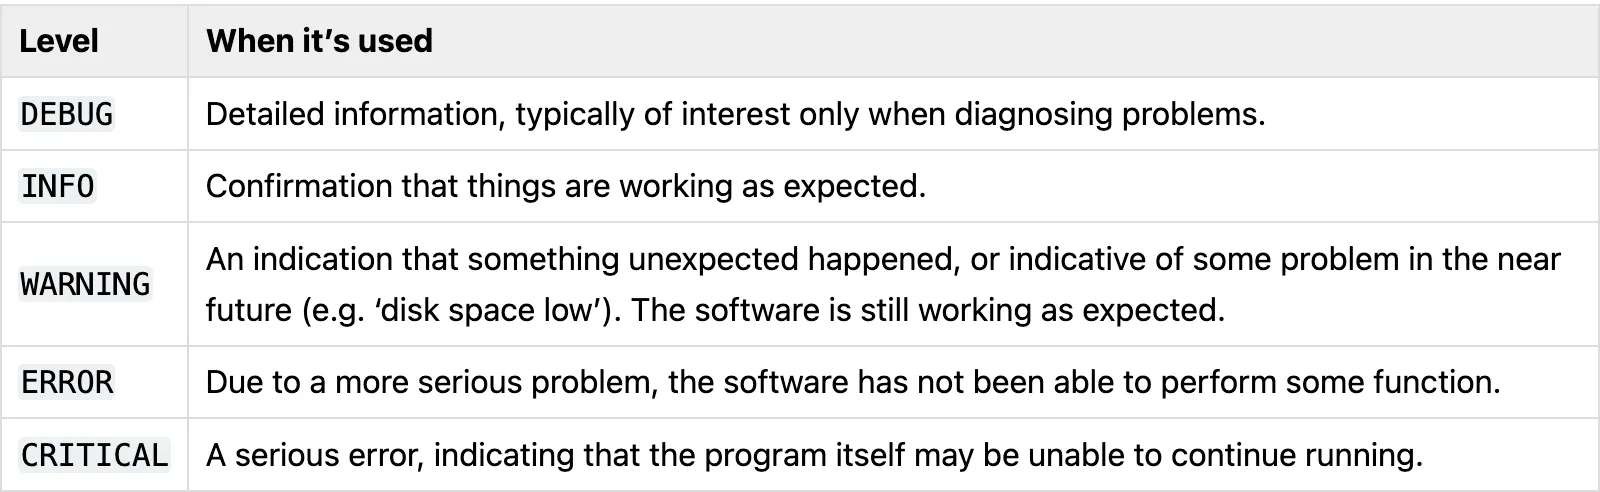 Level When it’s used
DEBUG Detailed information, typically of interest only when diagnosing problems.
INFO Confirmation that things are working as expected.
WARNING An indication that something unexpected happened, or indicative of some problem in the near
future (e.g. ‘disk space low’). The software is still working as expected.
ERROR Due to a more serious problem, the software has not been able to perform some function.
CRITICAL A serious error, indicating that the program itself may be unable to continue running.